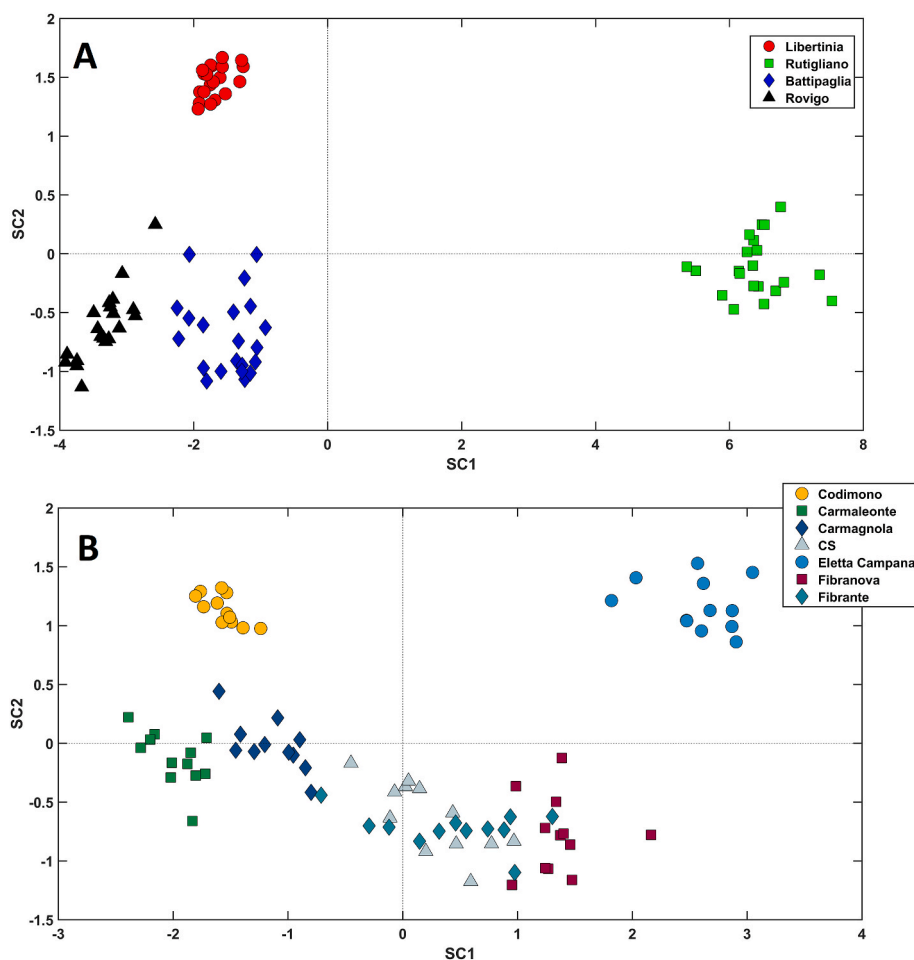 A
Libertinia
Rutigliano
Battipaglia
Rovigo
2
1.5
1
0.5
0
-0.5
-1
-1.5
SC2
-4
-2
0
2
4
6
8
SC1
B
Codimono
Carmaleonte
Carmagnola
CS
Eletta Campana
Fibranova
Fibrante
2
1.5
1
0.5
0
-0.5
-1
-1.5
SC2
-3
-2
-1
0
1
2
3
4
SC1